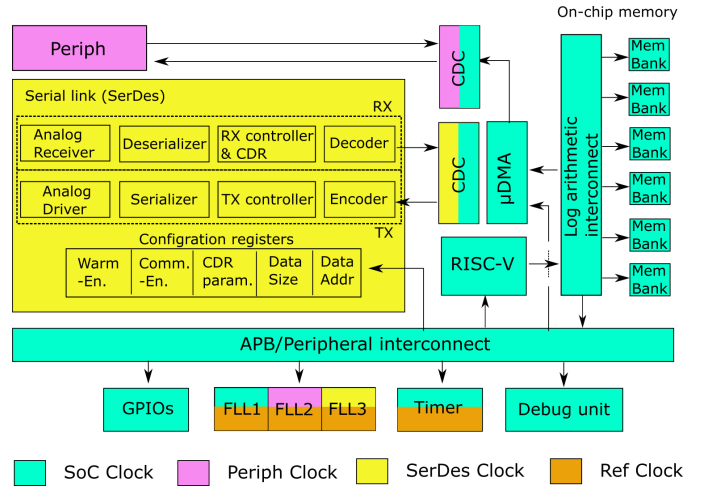 On-chip memory
Periph
CDC
Mem
Bank
Mem
Bank
Mem
Bank
Mem
Bank
Mem
Bank
Mem
Bank
Log arithmetic
interconnect
Serial link (SerDes)
RX
Analog
Receiver
Deserializer
RX controller
& CDR
Decoder
Analog
Driver
Serializer
TX controller
Encoder
TX
CDC
µDMA
Configration registers
Warm
-En.
Comm.
-En.
CDR
param.
Data
Size
Data
Addr
RISC-V
APB/Peripheral interconnect
GPIOs
FLL1
FLL2
FLL3
Timer
Debug unit
SoC Clock
Periph Clock
SerDes Clock
Ref Clock